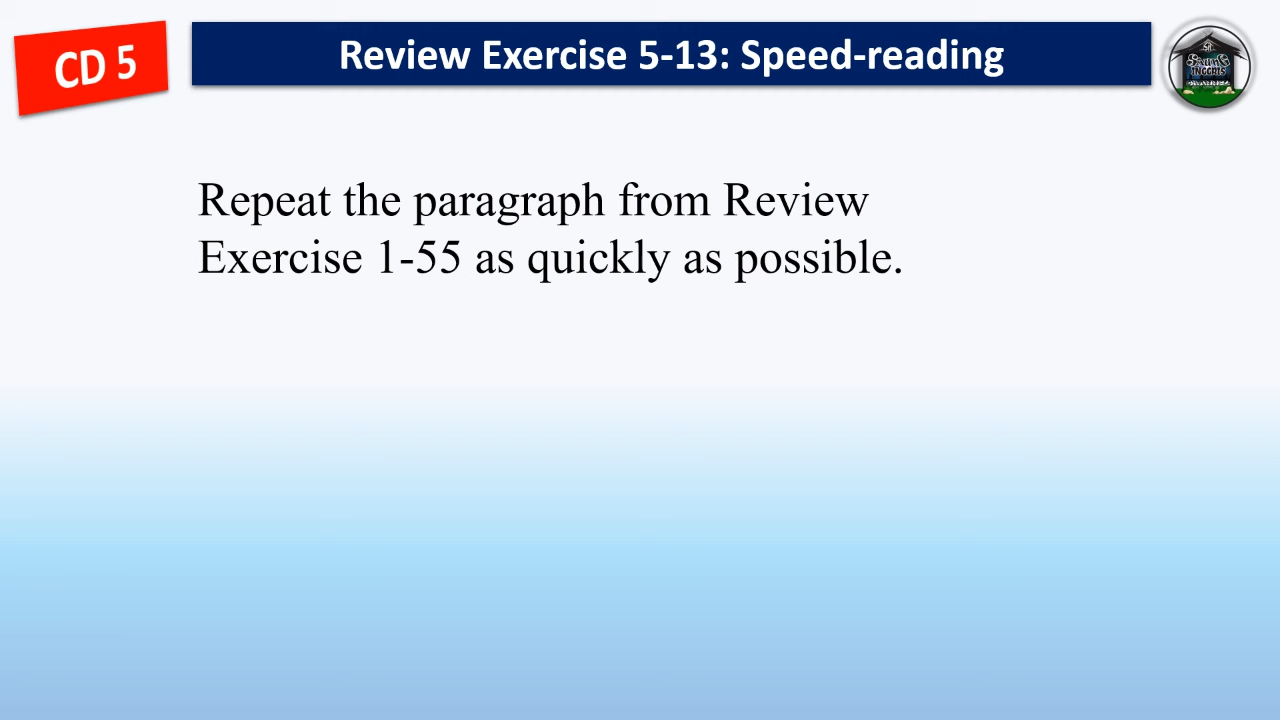 CD 5
Review Exercise 5-13: Speed-reading
INGGRIS
Repeat the paragraph from Review
Exercise 1-55 as quickly as possible.